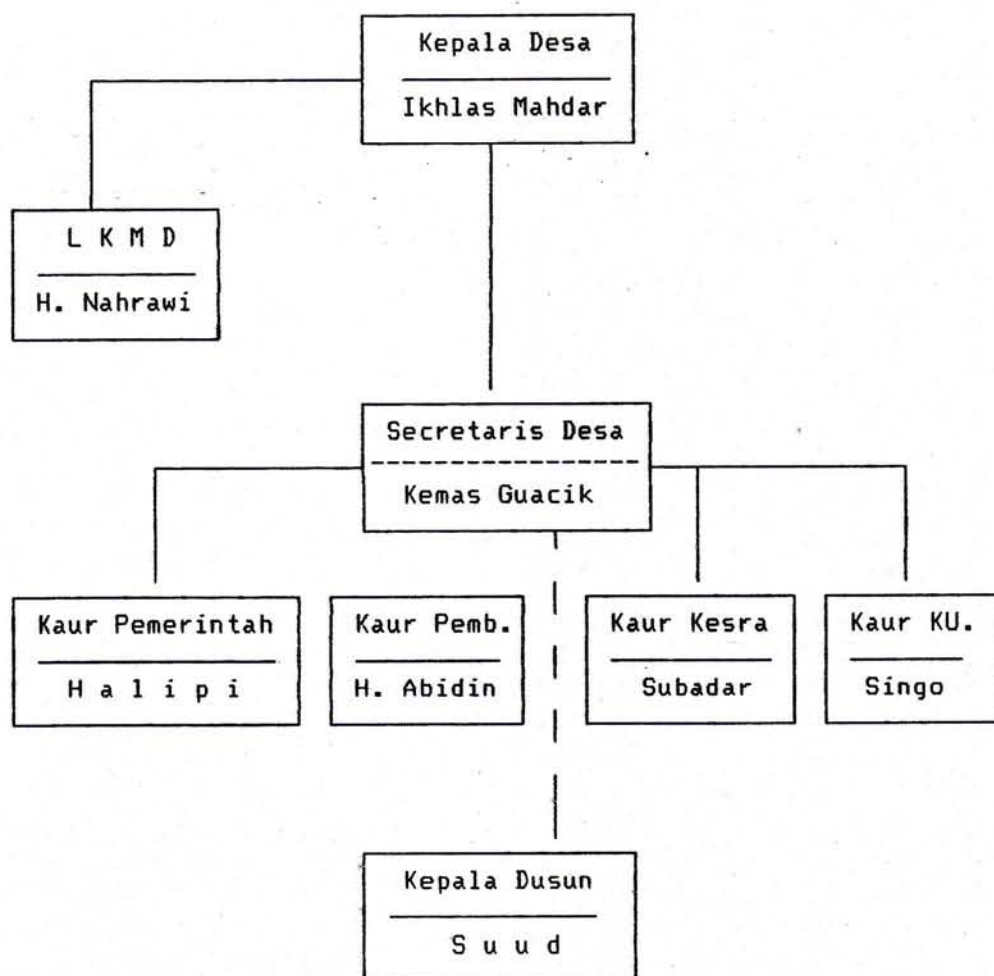 Kepala Desa
Ikhlas Mahdar
L K M D
H. Nahrawi
Secretaris Desa
Kemas Guacik
Kaur Pemerintah
H a l i p i
Kaur Pemb.
H. Abidin
Kaur Kesra
Subadar
Kaur KU.
Singo
Kepala Dusun
S u u d